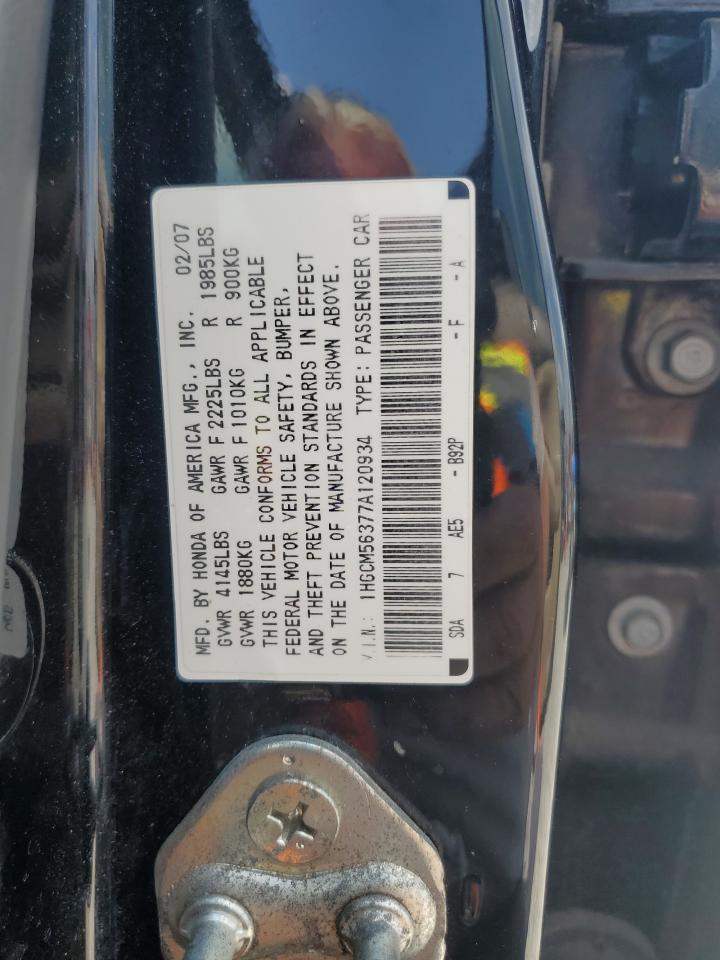 MFD. BY HONDA OF AMERICA MFG., INC. 02/07
GVWR 4145LBS GAWR F 2225LBS R 1985LBS
GVWR 1880KG GAWR F 1010KG R 900KG
THIS VEHICLE CONFORMS TO ALL APPLICABLE
FEDERAL MOTOR VEHICLE SAFETY, BUMPER,
AND THEFT PREVENTION STANDARDS IN EFFECT
ON THE DATE OF MANUFACTURE SHOWN ABOVE.
V.I.N.: 1HGCM56377A120934 TYPE: PASSENGER CAR
SDA 7 AE5 - B92P - F - A